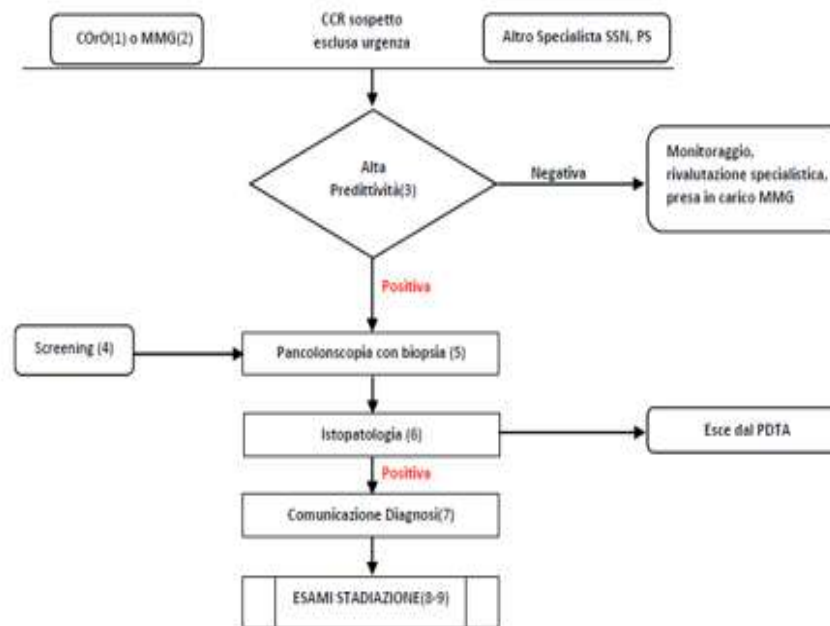 COrO(1) o MMG(2)
CCR sospetto
esclusa urgenza
Altro Specialista SSN, PS
Alta
Predittività(3)
Negativa
Monitoraggio,
rivalutazione specialistica,
presa in carico MMG
Positiva
Screening (4)
Pancolonscopia con biopsia (5)
Istopatologia (6)
Esce dal PDTA
Positiva
Comunicazione Diagnosi(7)
ESAMI STADIAZIONE(8-9)